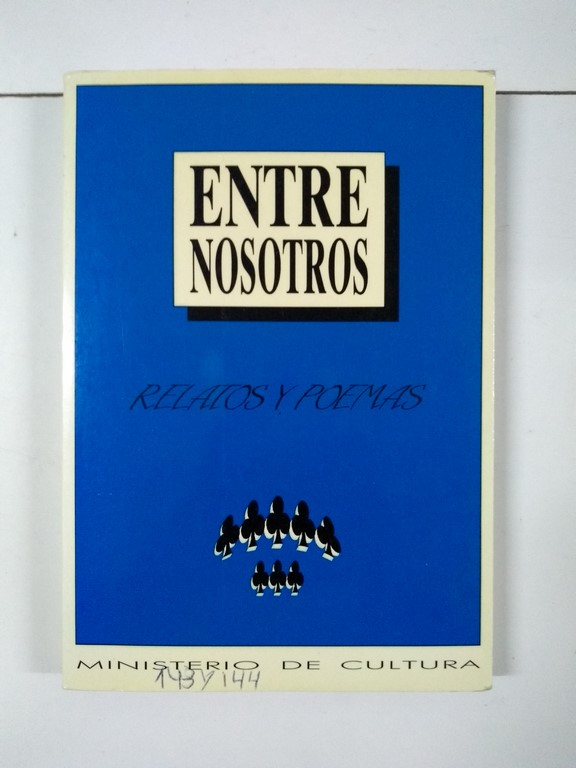 ENTRE
NOSOTROS
RELATOS Y POEMAS
MINISTERIO DE CULTURA
143 y 144